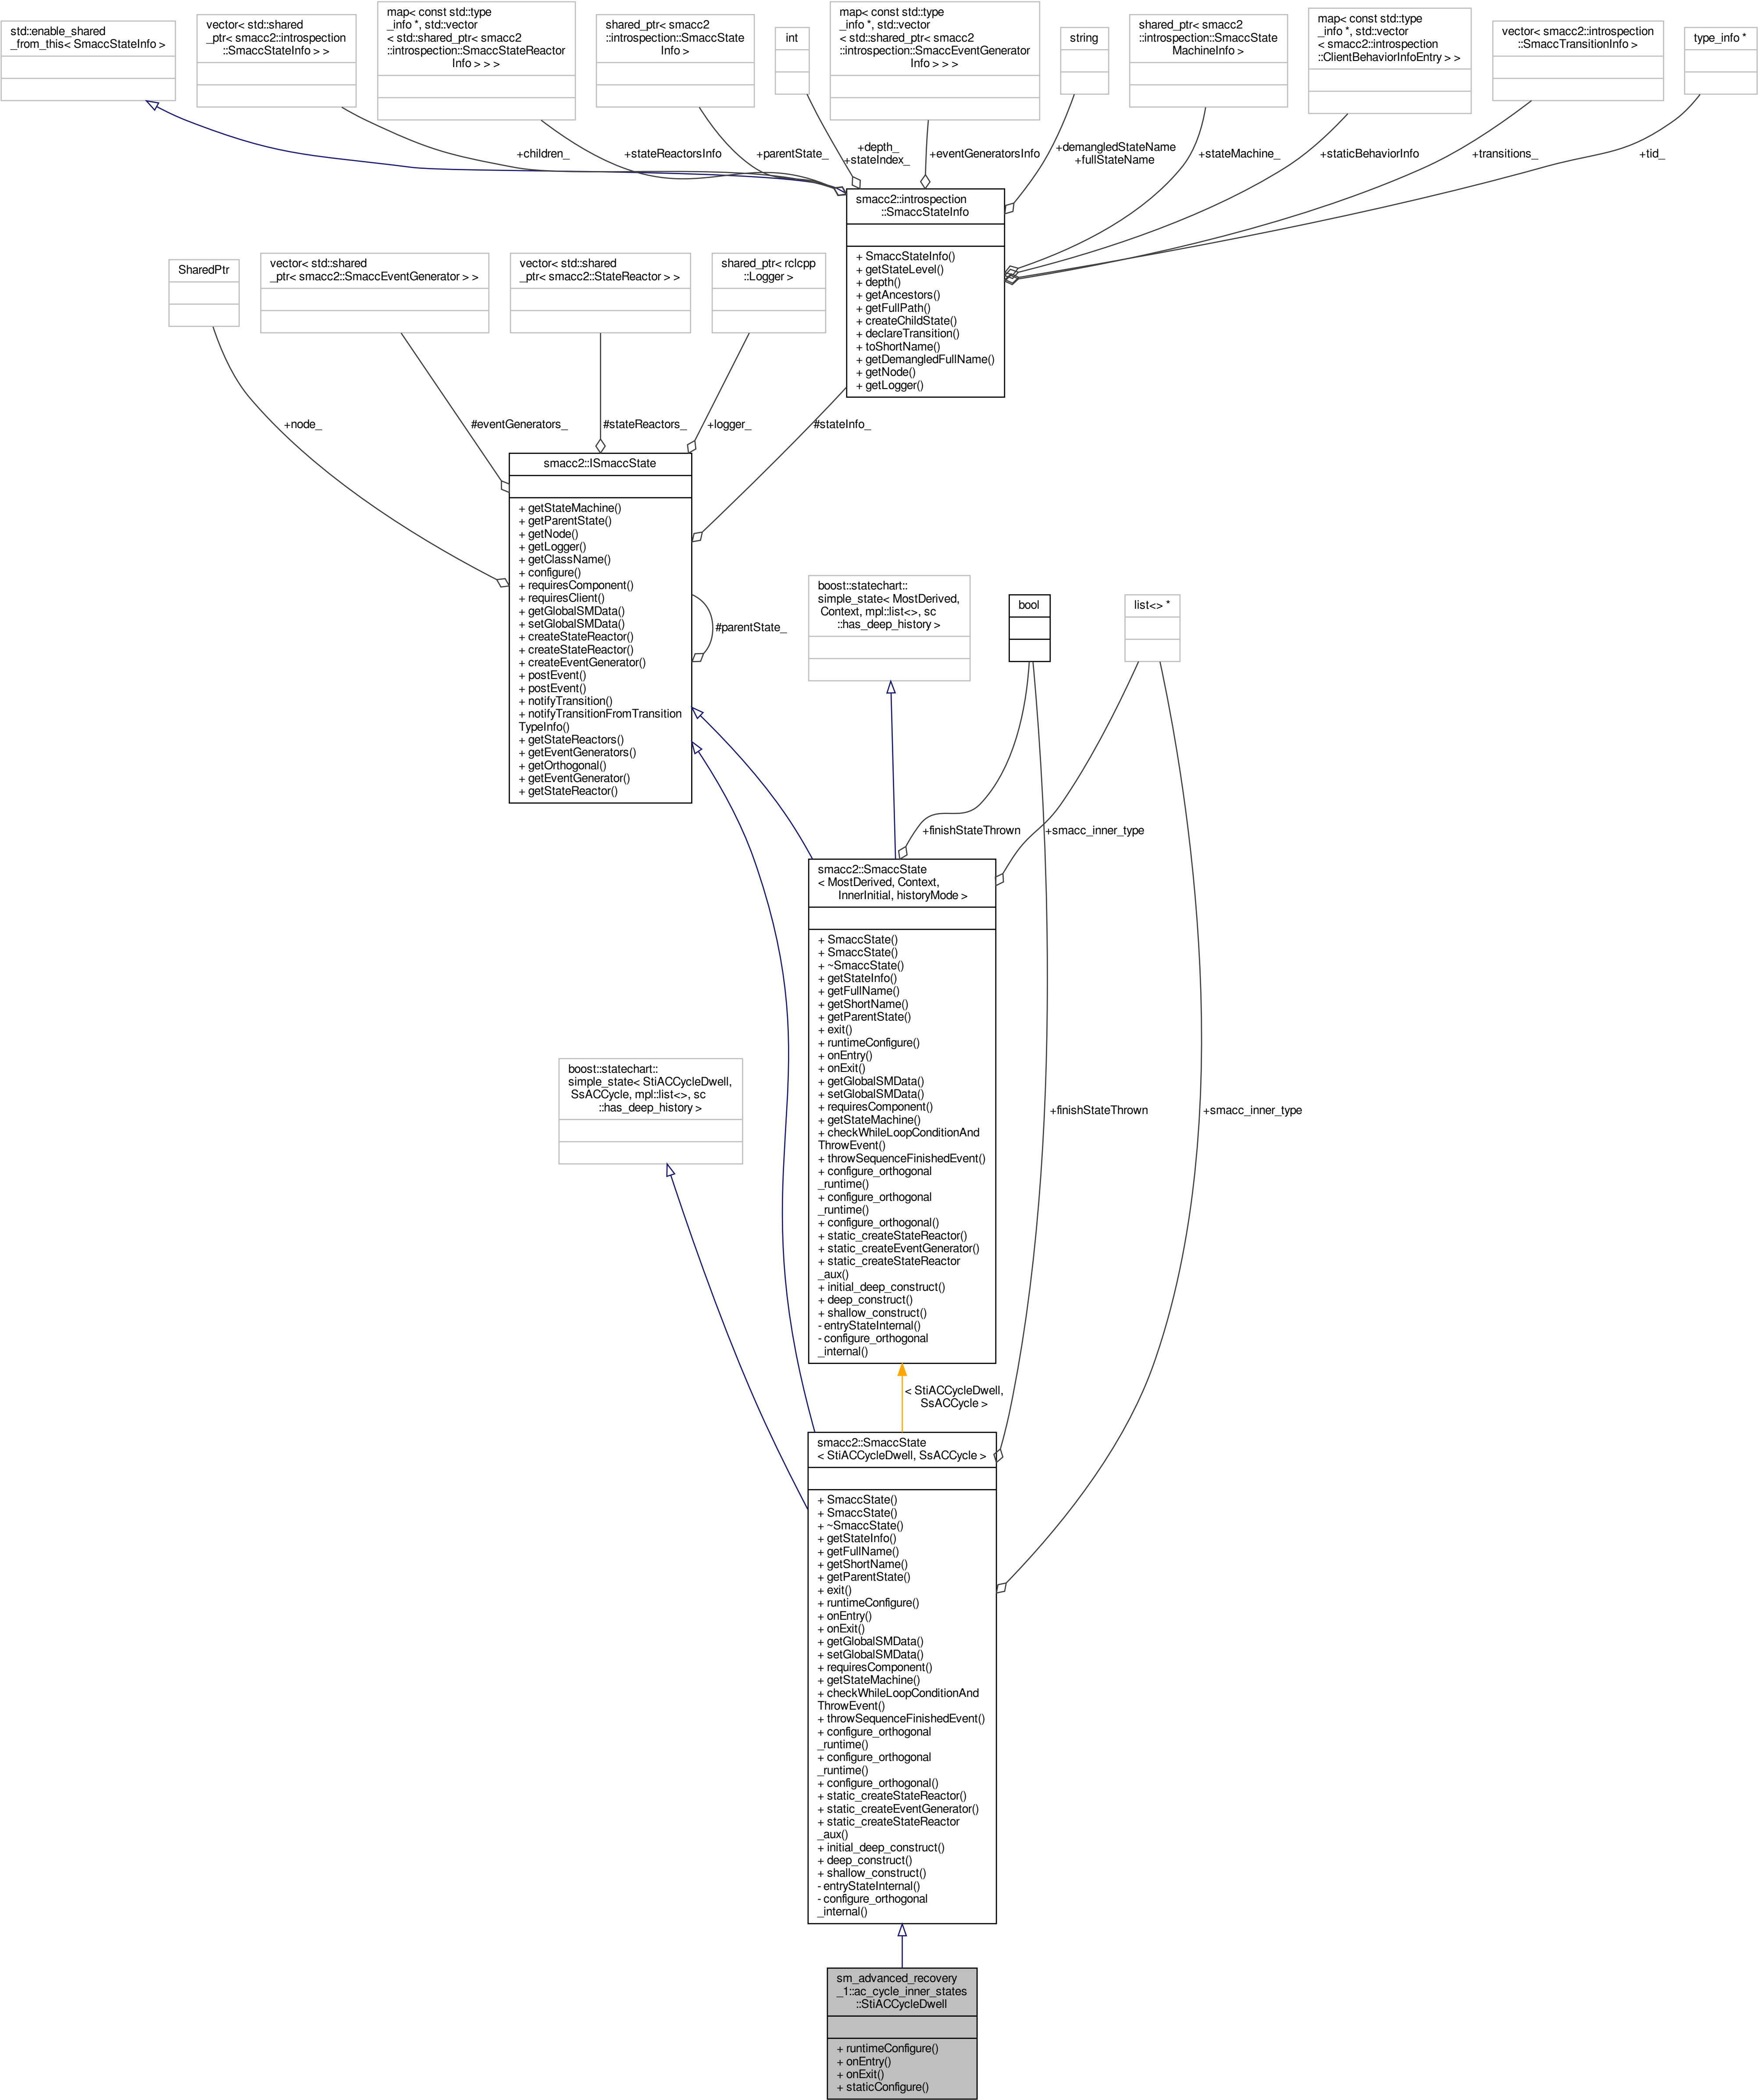 std::enable_shared
_from_this< SmaccStateInfo >
vector< std::shared
_ptr< smacc2::introspection
::SmaccStateInfo > >
map< const std::type
_info *, std::vector
< std::shared_ptr< smacc2
::introspection::SmaccStateReactor
Info > > >
shared_ptr< smacc2
::introspection::SmaccState
Info >
int
map< const std::type
_info *, std::vector
< std::shared_ptr< smacc2
::introspection::SmaccEventGenerator
Info > > >
string
shared_ptr< smacc2
::introspection::SmaccState
MachineInfo >
map< const std::type
_info *, std::vector
< smacc2::introspection
::ClientBehaviorInfoEntry > >
vector< smacc2::introspection
::SmaccTransitionInfo >
type_info *
+children_
+stateReactorsInfo
+parentState_
+depth_
+stateIndex_
+eventGeneratorsInfo
+demangledStateName
+fullStateName
+stateMachine_
+staticBehaviorInfo
+transitions_
+tid_
smacc2::introspection
::SmaccStateInfo
+ SmaccStateInfo()
+ getStateLevel()
+ depth()
+ getAncestors()
+ getFullPath()
+ createChildState()
+ declareTransition()
+ toShortName()
+ getDemangledFullName()
+ getNode()
+ getLogger()
SharedPtr
vector< std::shared
_ptr< smacc2::SmaccEventGenerator > >
vector< std::shared
_ptr< smacc2::StateReactor > >
shared_ptr< rclcpp
::Logger >
+node_
#eventGenerators_
#stateReactors_
+logger_
#stateInfo_
smacc2::ISmaccState
+ getStateMachine()
+ getParentState()
+ getNode()
+ getLogger()
+ getClassName()
+ configure()
+ requiresComponent()
+ requiresClient()
+ getGlobalSMData()
+ setGlobalSMData()
+ createStateReactor()
+ createStateReactor()
+ createEventGenerator()
+ postEvent()
+ postEvent()
+ notifyTransition()
+ notifyTransitionFromTransition
TypeInfo()
+ getStateReactors()
+ getEventGenerators()
+ getOrthogonal()
+ getEventGenerator()
+ getStateReactor()
#parentState_
boost::statechart::
simple_state< MostDerived,
Context, mpl::list<>, sc
::has_deep_history >
bool
list<> *
+finishStateThrown
+smacc_inner_type
smacc2::SmaccState
< MostDerived, Context,
InnerInitial, historyMode >
+ SmaccState()
+ SmaccState()
+ ~SmaccState()
+ getStateInfo()
+ getFullName()
+ getShortName()
+ getParentState()
+ exit()
+ runtimeConfigure()
+ onEntry()
+ onExit()
+ getGlobalSMData()
+ setGlobalSMData()
+ requiresComponent()
+ getStateMachine()
+ checkWhileLoopConditionAnd
ThrowEvent()
+ throwSequenceFinishedEvent()
+ configure_orthogonal
_runtime()
+ configure_orthogonal
_runtime()
+ configure_orthogonal()
+ static_createStateReactor()
+ static_createEventGenerator()
+ static_createStateReactor
_aux()
+ initial_deep_construct()
+ deep_construct()
+ shallow_construct()
- entryStateInternal()
- configure_orthogonal
_internal()
boost::statechart::
simple_state< StiACCycleDwell,
SsACCycle, mpl::list<>, sc
::has_deep_history >
+finishStateThrown
+smacc_inner_type
< StiACCycleDwell,
SsACCycle >
smacc2::SmaccState
< StiACCycleDwell, SsACCycle >
+ SmaccState()
+ SmaccState()
+ ~SmaccState()
+ getStateInfo()
+ getFullName()
+ getShortName()
+ getParentState()
+ exit()
+ runtimeConfigure()
+ onEntry()
+ onExit()
+ getGlobalSMData()
+ setGlobalSMData()
+ requiresComponent()
+ getStateMachine()
+ checkWhileLoopConditionAnd
ThrowEvent()
+ throwSequenceFinishedEvent()
+ configure_orthogonal
_runtime()
+ configure_orthogonal
_runtime()
+ configure_orthogonal()
+ static_createStateReactor()
+ static_createEventGenerator()
+ static_createStateReactor
_aux()
+ initial_deep_construct()
+ deep_construct()
+ shallow_construct()
- entryStateInternal()
- configure_orthogonal
_internal()
sm_advanced_recovery
_1::ac_cycle_inner_states
::StiACCycleDwell
+ runtimeConfigure()
+ onEntry()
+ onExit()
+ staticConfigure()